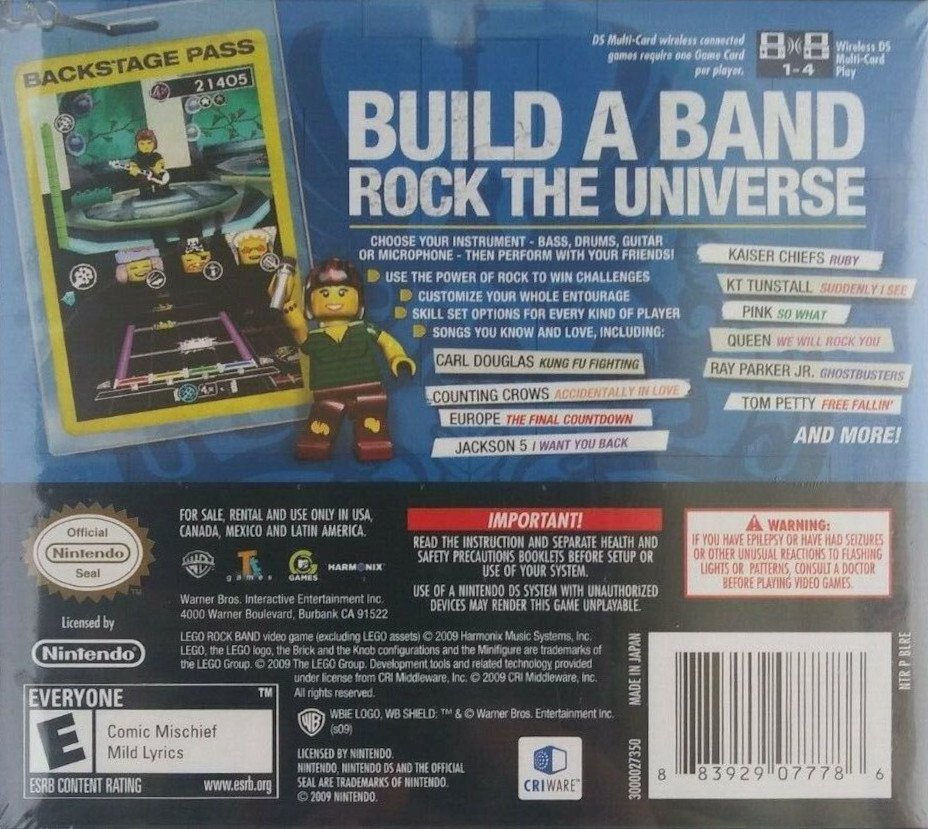 BACKSTAGE PASS
21405
4x
DS Multi-Card wireless connected
games require one Game Card
per player.
1-4
Wireless DS
Multi-Card
Play
BUILD A BAND
ROCK THE UNIVERSE
CHOOSE YOUR INSTRUMENT - BASS, DRUMS, GUITAR
OR MICROPHONE - THEN PERFORM WITH YOUR FRIENDS!
USE THE POWER OF ROCK TO WIN CHALLENGES
CUSTOMIZE YOUR WHOLE ENTOURAGE
SKILL SET OPTIONS FOR EVERY KIND OF PLAYER
SONGS YOU KNOW AND LOVE, INCLUDING:
CARL DOUGLAS KUNG FU FIGHTING
COUNTING CROWS ACCIDENTALLY IN LOVE
EUROPE THE FINAL COUNTDOWN
JACKSON 5 I WANT YOU BACK
KAISER CHIEFS RUBY
KT TUNSTALL SUDDENLY I SEE
PINK SO WHAT
QUEEN WE WILL ROCK YOU
RAY PARKER JR. GHOSTBUSTERS
TOM PETTY FREE FALLIN'
AND MORE!
Official
Nintendo
Seal
TM
Licensed by
Nintendo
FOR SALE, RENTAL AND USE ONLY IN USA,
CANADA, MEXICO AND LATIN AMERICA.
games
GAMES
HARMONIX
Warner Bros. Interactive Entertainment Inc.
4000 Warner Boulevard, Burbank CA 91522
IMPORTANT!
READ THE INSTRUCTION AND SEPARATE HEALTH AND
SAFETY PRECAUTIONS BOOKLETS BEFORE SETUP OR
USE OF YOUR SYSTEM.
USE OF A NINTENDO DS SYSTEM WITH UNAUTHORIZED
DEVICES MAY RENDER THIS GAME UNPLAYABLE.
WARNING:
IF YOU HAVE EPILEPSY OR HAVE HAD SEIZURES
OR OTHER UNUSUAL REACTIONS TO FLASHING
LIGHTS OR PATTERNS, CONSULT A DOCTOR
BEFORE PLAYING VIDEO GAMES.
LEGO ROCK BAND video game (excluding LEGO assets) © 2009 Harmonix Music Systems, Inc.
LEGO, the LEGO logo, the Brick and the Knob configurations and the Minifigure are trademarks of
the LEGO Group. © 2009 The LEGO Group. Development tools and related technology provided
under license from CRI Middleware, Inc. © 2009 CRI Middleware, Inc.
All rights reserved.
WB
WBIE LOGO, WB SHIELD: ™ & © Warner Bros. Entertainment Inc.
(s09)
LICENSED BY NINTENDO.
NINTENDO, NINTENDO DS AND THE OFFICIAL
SEAL ARE TRADEMARKS OF NINTENDO.
© 2009 NINTENDO.
EVERYONE
TM
E
Comic Mischief
Mild Lyrics
ESRB CONTENT RATING
www.esrb.org
CRIWARE™
3000027350
MADE IN JAPAN
8 83929 07778 6
NTR P BLRE